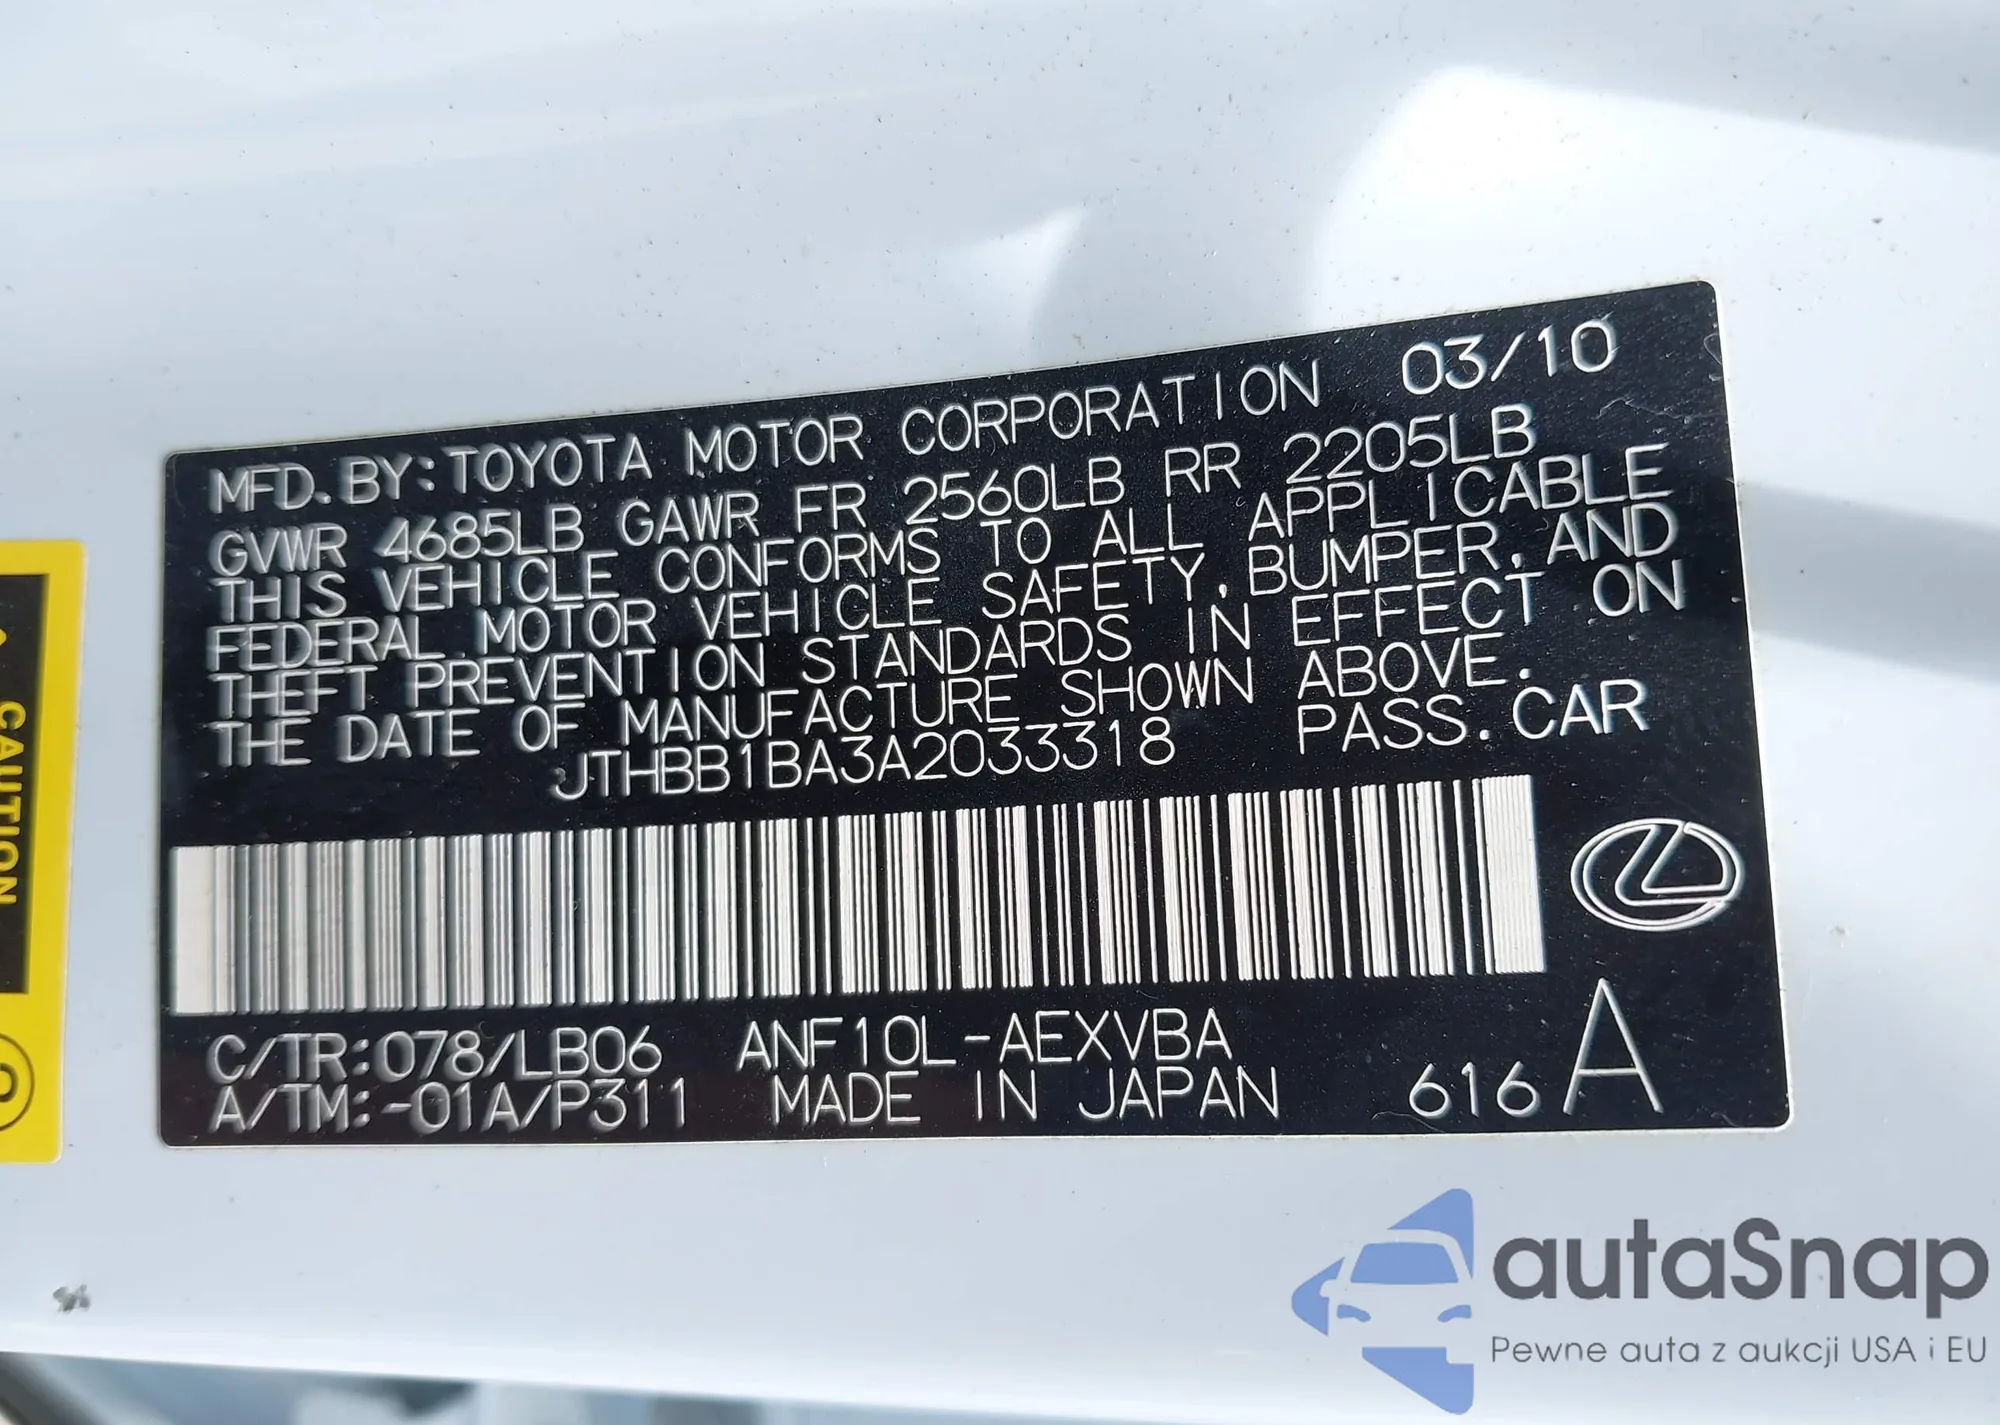 MFD. BY: TOYOTA MOTOR CORPORATION 03/10
GVWR 4685LB GAWR FR 2560LB RR 2205LB
THIS VEHICLE CONFORMS TO ALL APPLICABLE
FEDERAL MOTOR VEHICLE SAFETY, BUMPER, AND
THEFT PREVENTION STANDARDS IN EFFECT ON
THE DATE OF MANUFACTURE SHOWN ABOVE.
JTHBB1BA3A2033318 PASS. CAR
C/TR:078/LB06 ANF10L-AEXVBA
A/TM:-01A/P311 MADE IN JAPAN 616 A
CAUTION
autaSnap
Pewne auta z aukcji USA i EU